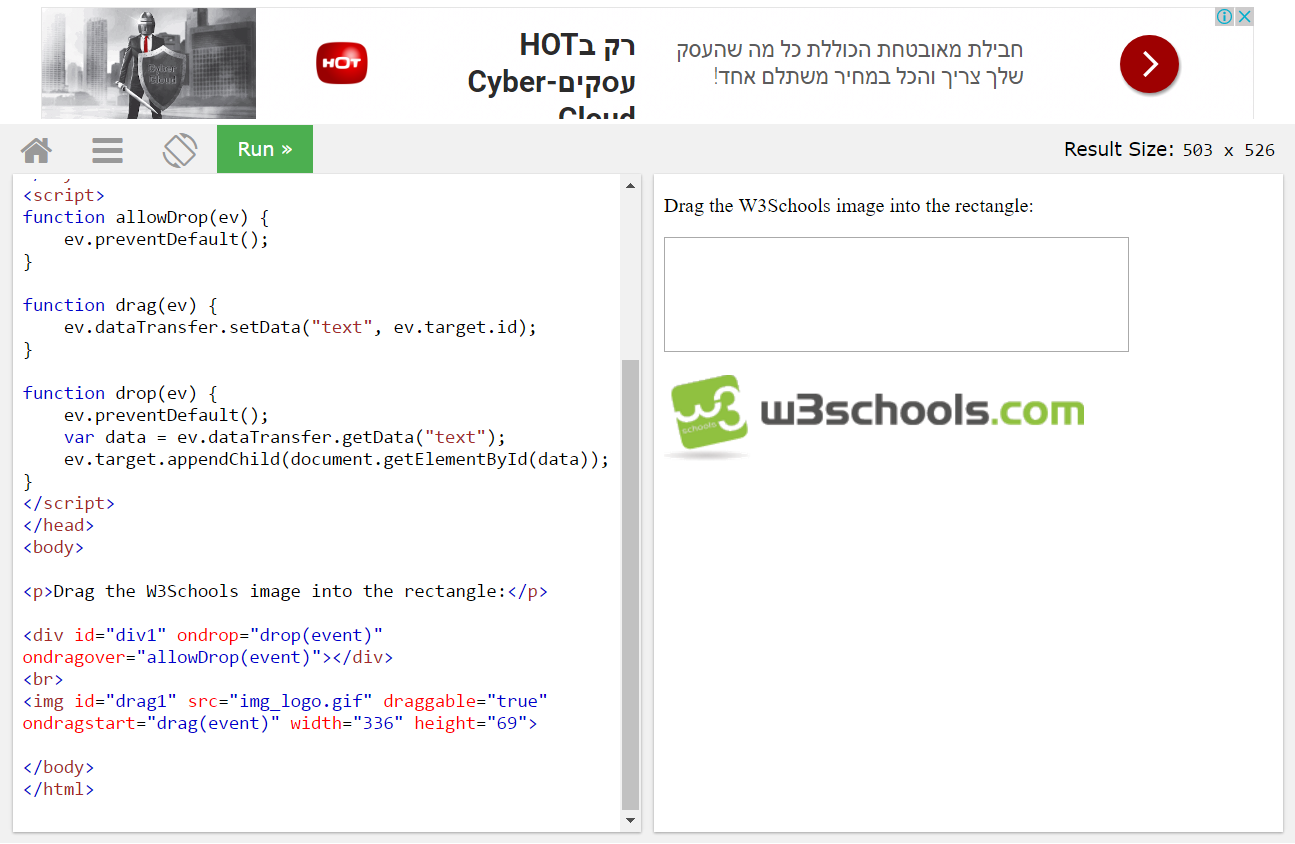 Cyber
Cloud
HOT
רק בHOT
עסקים-Cyber
Cloud
חבילת מאובטחת הכוללת כל מה שהעסק
שלך צריך והכל במחיר משתלם אחד!
Run »
Result Size: 503 x 526
<script>
function allowDrop(ev) {
    ev.preventDefault();
}
function drag(ev) {
    ev.dataTransfer.setData("text", ev.target.id);
}
function drop(ev) {
    ev.preventDefault();
    var data = ev.dataTransfer.getData("text");
    ev.target.appendChild(document.getElementById(data));
}
</script>
</head>
<body>
<p>Drag the W3Schools image into the rectangle:</p>
<div id="div1" ondrop="drop(event)"
ondragover="allowDrop(event)"></div>
<br>
<img id="drag1" src="img_logo.gif" draggable="true"
ondragstart="drag(event)" width="336" height="69">
</body>
</html>
Drag the W3Schools image into the rectangle:
w3
schools
w3schools.com